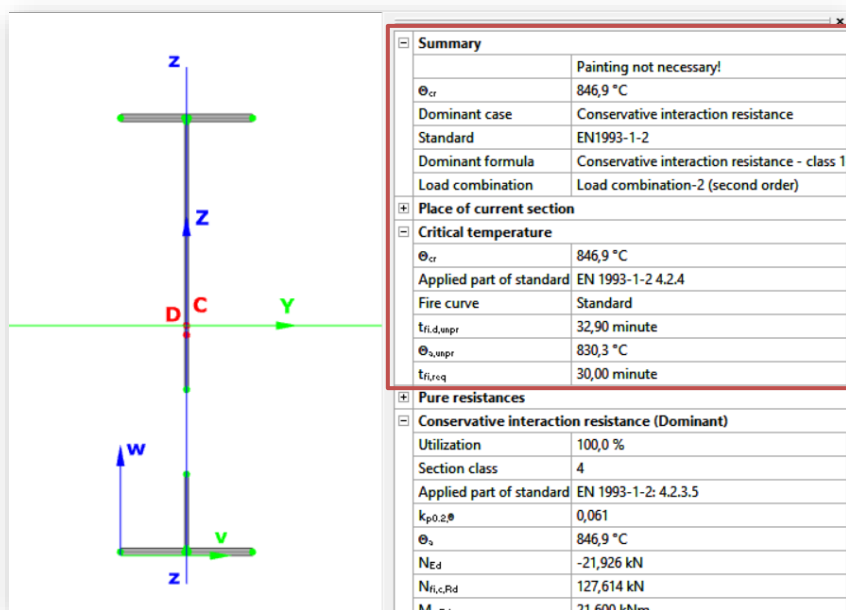 z
Z
D
C
Y
w
v
z
Summary
Painting not necessary!
Θcr 846,9 °C
Dominant case Conservative interaction resistance
Standard EN1993-1-2
Dominant formula Conservative interaction resistance - class 1
Load combination Load combination-2 (second order)
Place of current section
Critical temperature
Θcr 846,9 °C
Applied part of standard EN 1993-1-2 4.2.4
Fire curve Standard
tfi,d,unpr 32,90 minute
Θa,unpr 830,3 °C
tfi,req 30,00 minute
Pure resistances
Conservative interaction resistance (Dominant)
Utilization 100,0 %
Section class 4
Applied part of standard EN 1993-1-2: 4.2.3.5
kp0.2,Θ 0,061
Θa 846,9 °C
NEd -21,926 kN
Nfi,c,Rd 127,614 kN
21,600 kNm